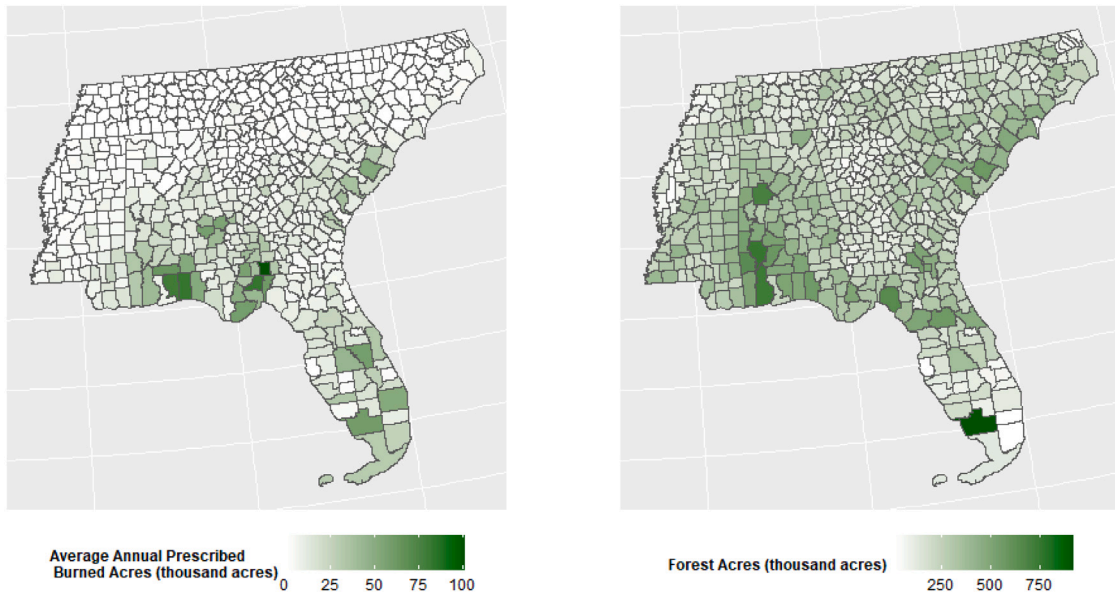 Average Annual Prescribed
Burned Acres (thousand acres)
0 25 50 75 100
Forest Acres (thousand acres)
250 500 750